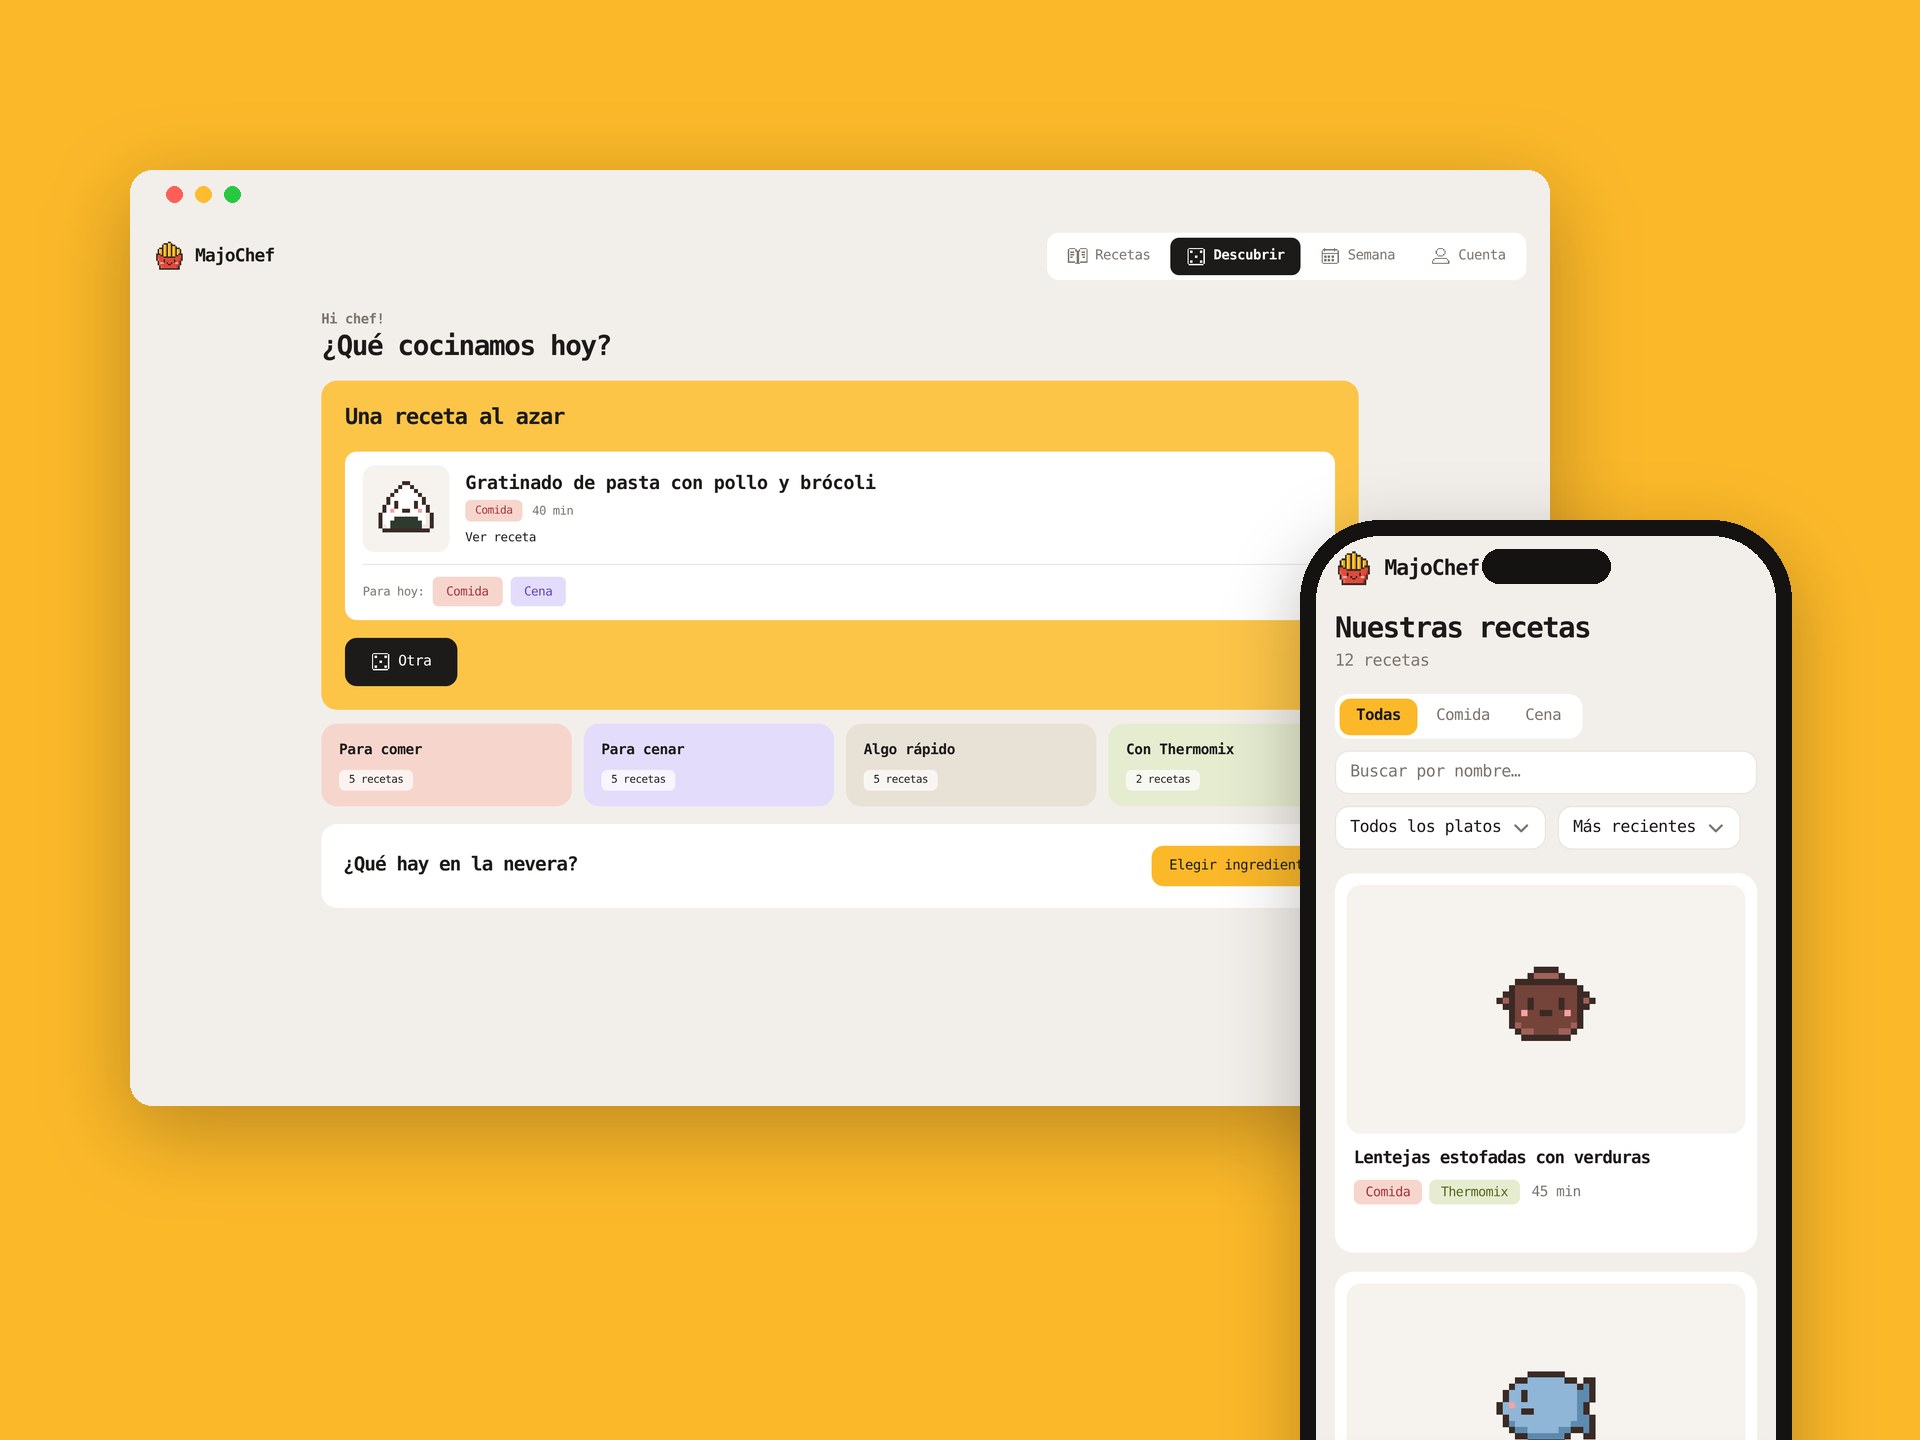 MajoChef
Recetas
Descubrir
Semana
Cuenta
Hi chef!
¿Qué cocinamos hoy?
Una receta al azar
Gratinado de pasta con pollo y brócoli
Comida 40 min
Ver receta
Para hoy: Comida Cena
Otra
Para comer
5 recetas
Para cenar
5 recetas
Algo rápido
5 recetas
Con Thermomix
2 recetas
¿Qué hay en la nevera?
Elegir ingredient
MajoChef
Nuestras recetas
12 recetas
Todas Comida Cena
Buscar por nombre…
Todos los platos
Más recientes
Lentejas estofadas con verduras
Comida Thermomix 45 min